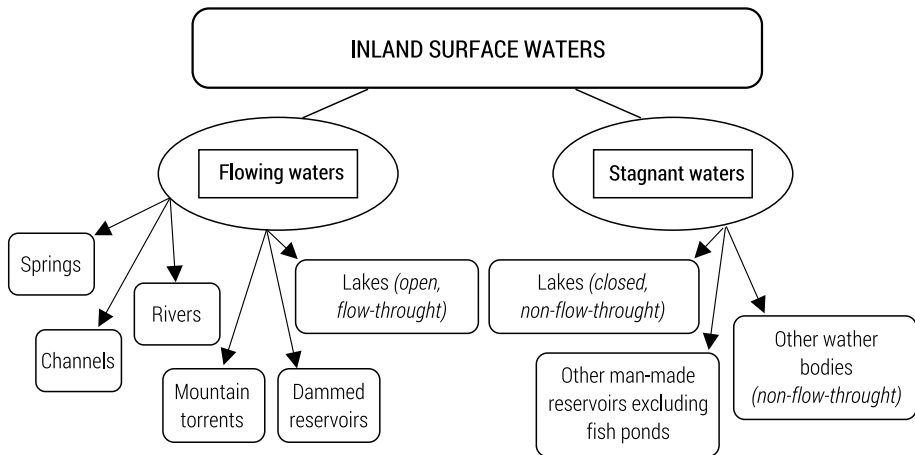 INLAND SURFACE WATERS
Flowing waters
Stagnant waters
Springs
Channels
Rivers
Mountain
torrents
Dammed
reservoirs
Lakes (open,
flow-throught)
Lakes (closed,
non-flow-throught)
Other man-made
reservoirs excluding
fish ponds
Other wather
bodies
(non-flow-throught)